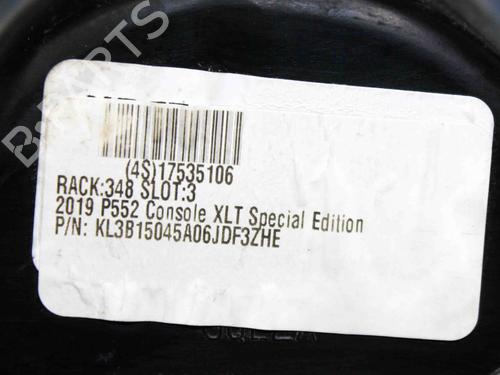 (4S)17535106
RACK:348 SLOT:3
2019 P552 Console XLT Special Edition
P/N: KL3B15045A06JDF3ZHE